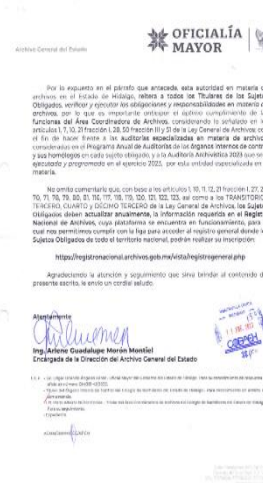 Archivo General del Estado
OFICIALÍA
MAYOR
Por lo expuesto en el párrafo que antecede, esta autoridad en materia de
archivos en el Estado de Hidalgo, reitera a todos los Titulares de los Sujetos
Obligados, verificar y ejecutar las obligaciones y responsabilidades en materia de
archivos, por lo que es importante anticipar el óptimo cumplimiento de las
funciones del Área Coordinadora de Archivos, considerando lo señalado en los
artículos 1, 7, 10, 21 fracción I, 28, 50 fracción III y 51 de la Ley General de Archivos; con
el fin de hacer frente a las auditorías especializadas en materia de archivos
consideradas en el Programa Anual de Auditorías de los órganos internos de control
y sus homólogos en cada sujeto obligado, y a la Auditoría Archivística 2023 que será
ejecutada y programada en el ejercicio 2023, por esta entidad especializada en la
materia.
No omito comentarle que, con base a los artículos 1, 10, 11, 12, 21 fracción I, 27, 2
70, 71, 78, 79, 80, 81, 116, 117, 118, 119, 120, 121, 122, 123, así como a los TRANSITORIOS
TERCERO, CUARTO y DÉCIMO TERCERO de la Ley General de Archivos, los Sujetos
Obligados deben actualizar anualmente, la información requerida en el Registro
Nacional de Archivos, cuya plataforma se encuentra en funcionamiento, para lo
cual nos permitimos compartir con la liga para acceder al registro general donde los
Sujetos Obligados de todo el territorio nacional, podrán realizar su inscripción:
https://registronacional.archivos.gob.mx/vista/registrogeneral.php
Agradeciendo la atención y seguimiento que sirva brindar al contenido del
presente escrito, le envío un cordial saludo.
Atentamente
Ing. Arlene Guadalupe Morón Montiel
Encargada de la Dirección del Archivo General del Estado